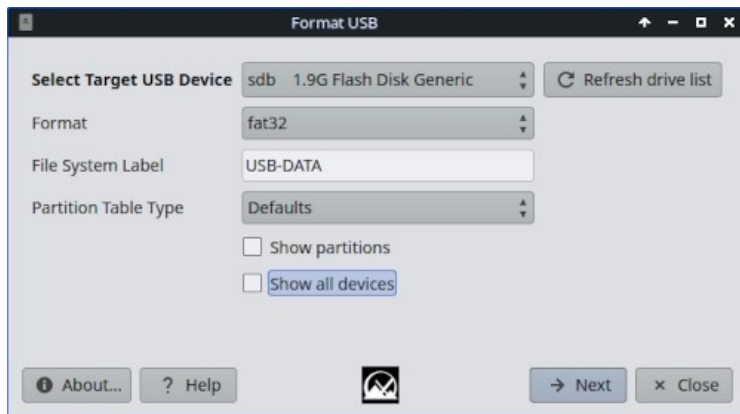 Format USB
Select Target USB Device sdb 1.9G Flash Disk Generic Refresh drive list
Format fat32
File System Label USB-DATA
Partition Table Type Defaults
Show partitions
Show all devices
About... ? Help Next Close